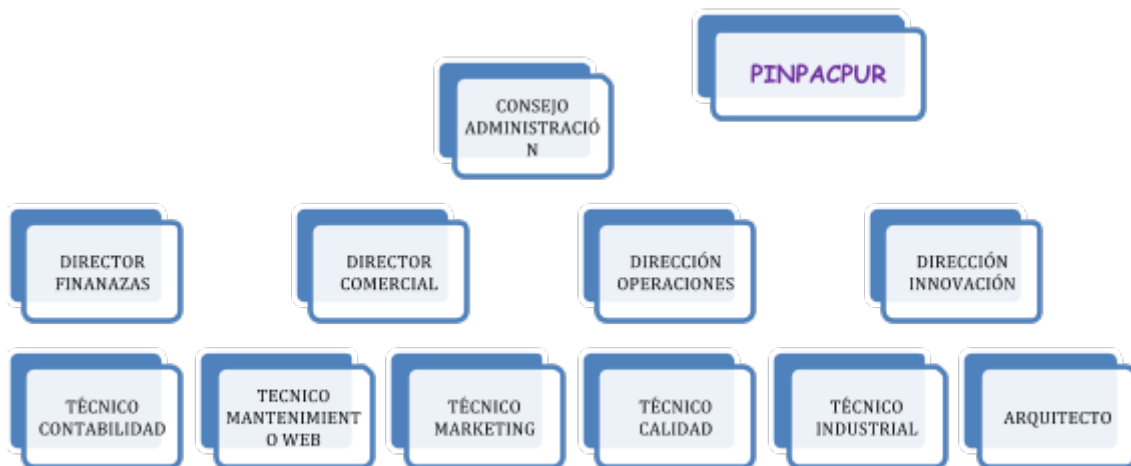 PINPACPUR
CONSEJO
ADMINISTRACIÓ
N
DIRECTOR
FINANAZAS
DIRECTOR
COMERCIAL
DIRECCIÓN
OPERACIONES
DIRECCIÓN
INNOVACIÓN
TÉCNICO
CONTABILIDAD
TECNICO
MANTENIMIENT
O WEB
TÉCNICO
MARKETING
TÉCNICO
CALIDAD
TÉCNICO
INDUSTRIAL
ARQUITECTO